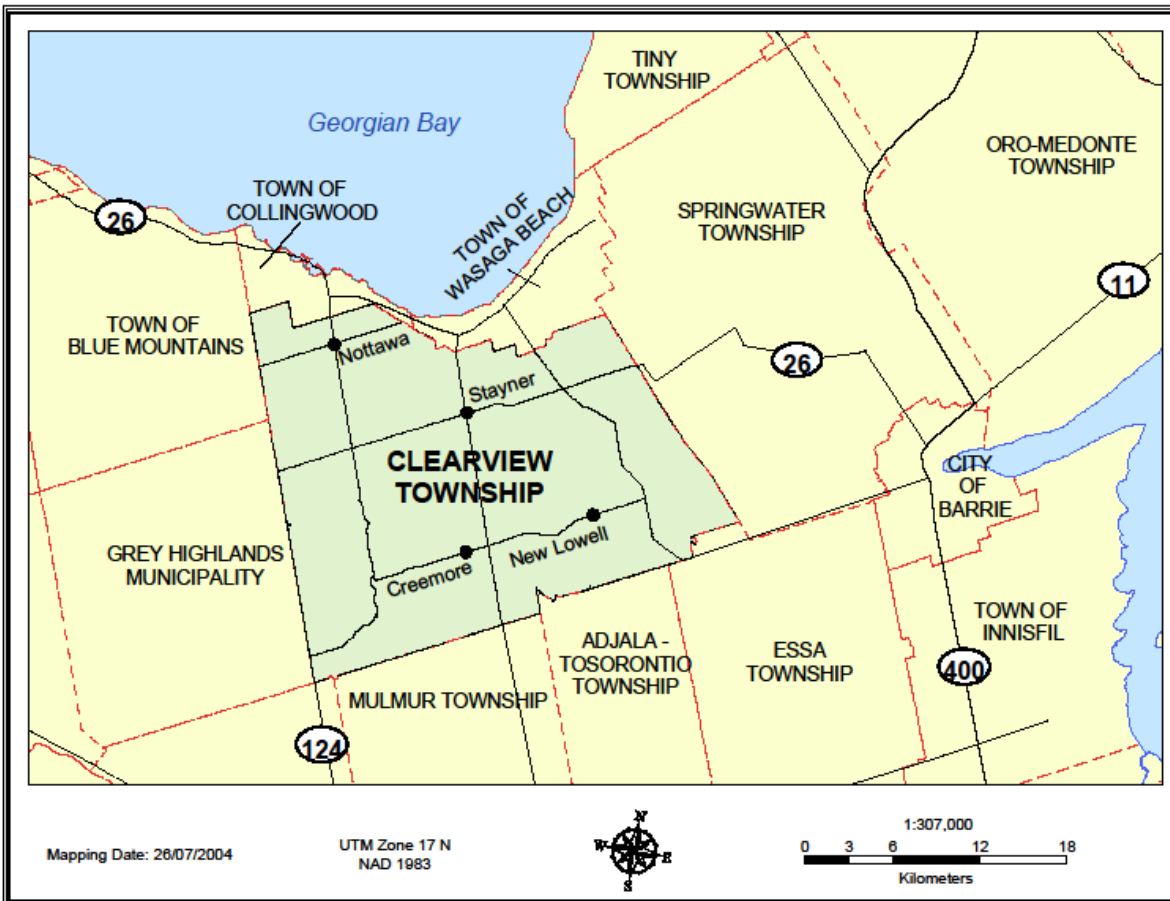 TINY
TOWNSHIP
Georgian Bay
ORO-MEDONTE
TOWNSHIP
TOWN OF
COLLINGWOOD
26
TOWN OF
WASAGA BEACH
SPRINGWATER
TOWNSHIP
11
TOWN OF
BLUE MOUNTAINS
Nottawa
26
Stayner
CLEARVIEW
TOWNSHIP
CITY
OF
BARRIE
New Lowell
Creemore
GREY HIGHLANDS
MUNICIPALITY
TOWN OF
INNISFIL
ADJALA -
TOSORONTIO
TOWNSHIP
ESSA
TOWNSHIP
400
MULMUR TOWNSHIP
124
Mapping Date: 26/07/2004
UTM Zone 17 N
NAD 1983
N
W
E
S
1:307,000
0 3 6 12 18
Kilometers